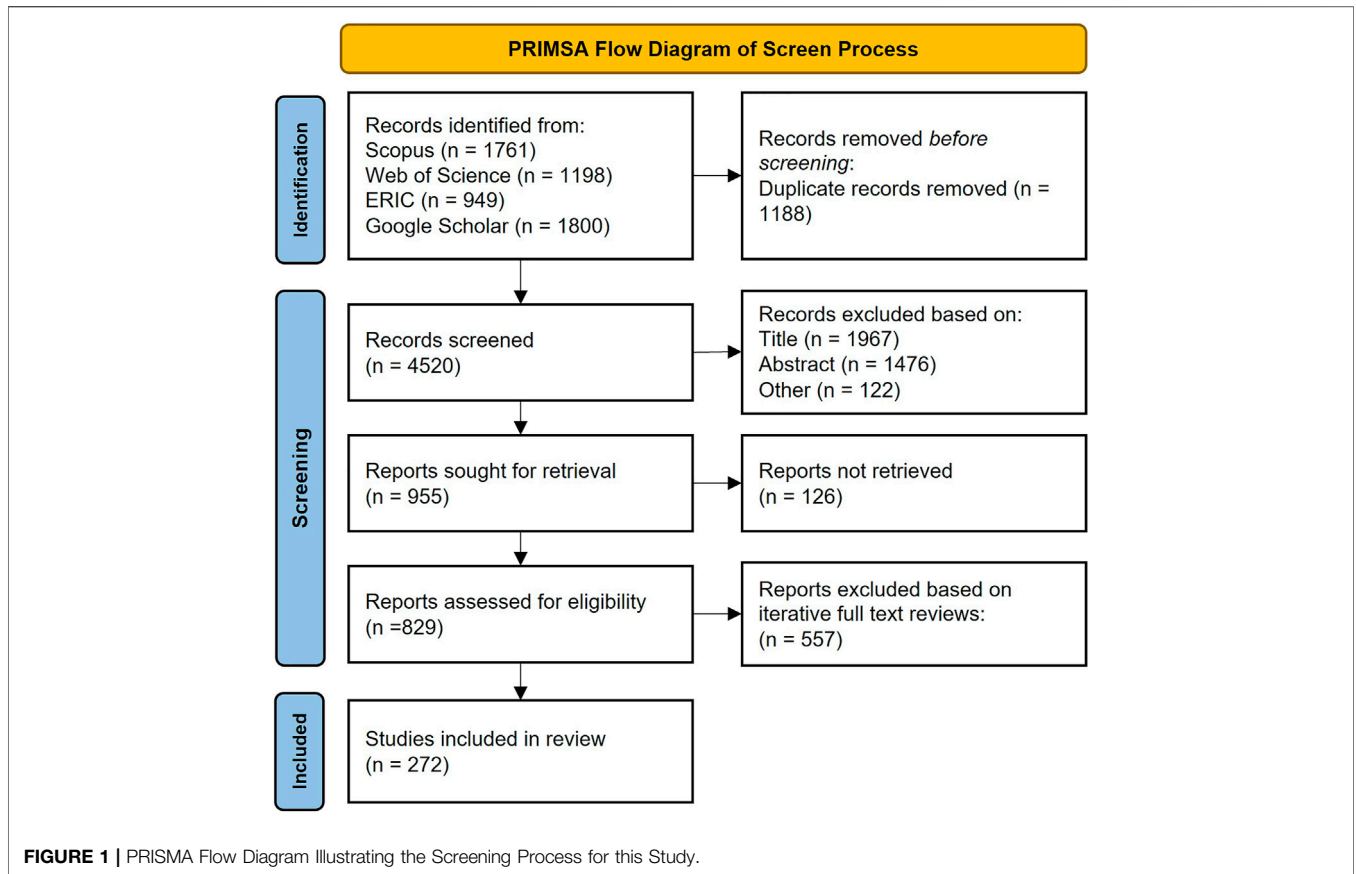 PRIMSA Flow Diagram of Screen Process
Identification
Records identified from:
Scopus (n = 1761)
Web of Science (n = 1198)
ERIC (n = 949)
Google Scholar (n = 1800)
Records removed before
screening:
Duplicate records removed (n =
1188)
Screening
Records screened
(n = 4520)
Records excluded based on:
Title (n = 1967)
Abstract (n = 1476)
Other (n = 122)
Reports sought for retrieval
(n = 955)
Reports not retrieved
(n = 126)
Reports assessed for eligibility
(n =829)
Reports excluded based on
iterative full text reviews:
(n = 557)
Included
Studies included in review
(n = 272)
FIGURE 1 | PRISMA Flow Diagram Illustrating the Screening Process for this Study.